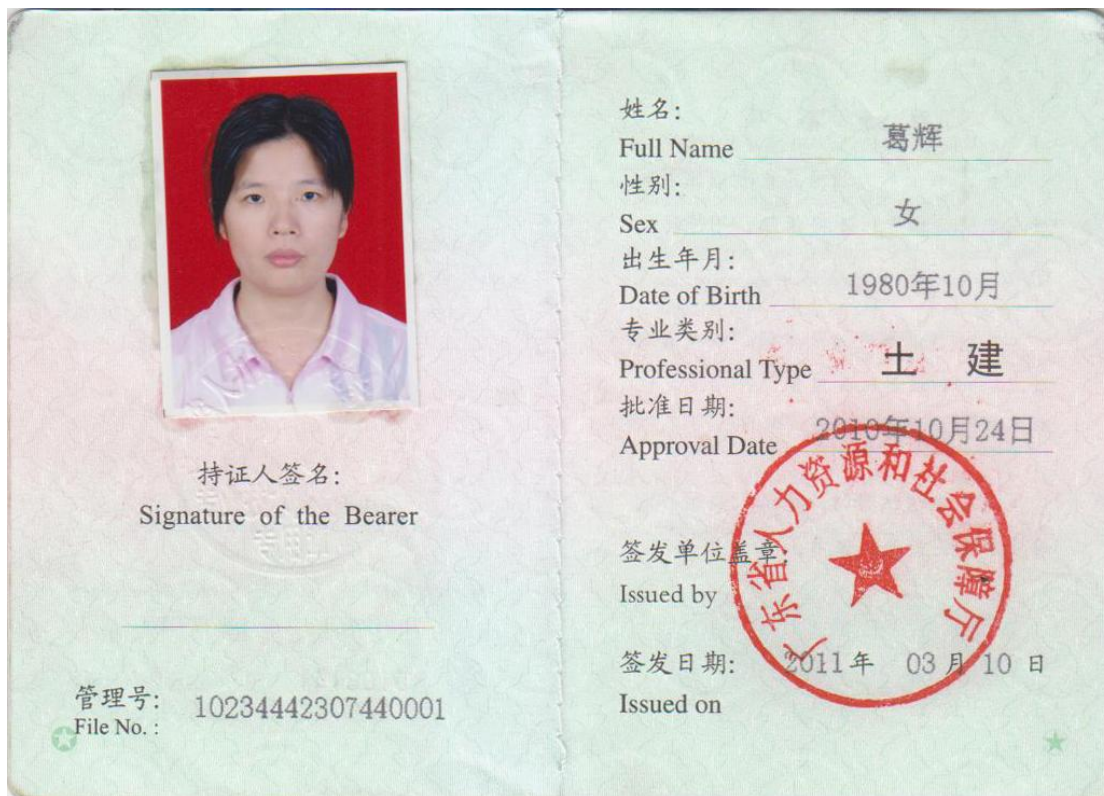 持证人签名:
Signature of the Bearer
管理号: 10234442307440001
File No. :
姓名:
Full Name 葛辉
性别:
Sex 女
出生年月:
Date of Birth 1980年10月
专业类别:
Professional Type 土 建
批准日期:
Approval Date 2010年10月24日
签发单位盖章:
Issued by
广东省人力资源和社会保障厅
签发日期: 2011年 03月 10日
Issued on